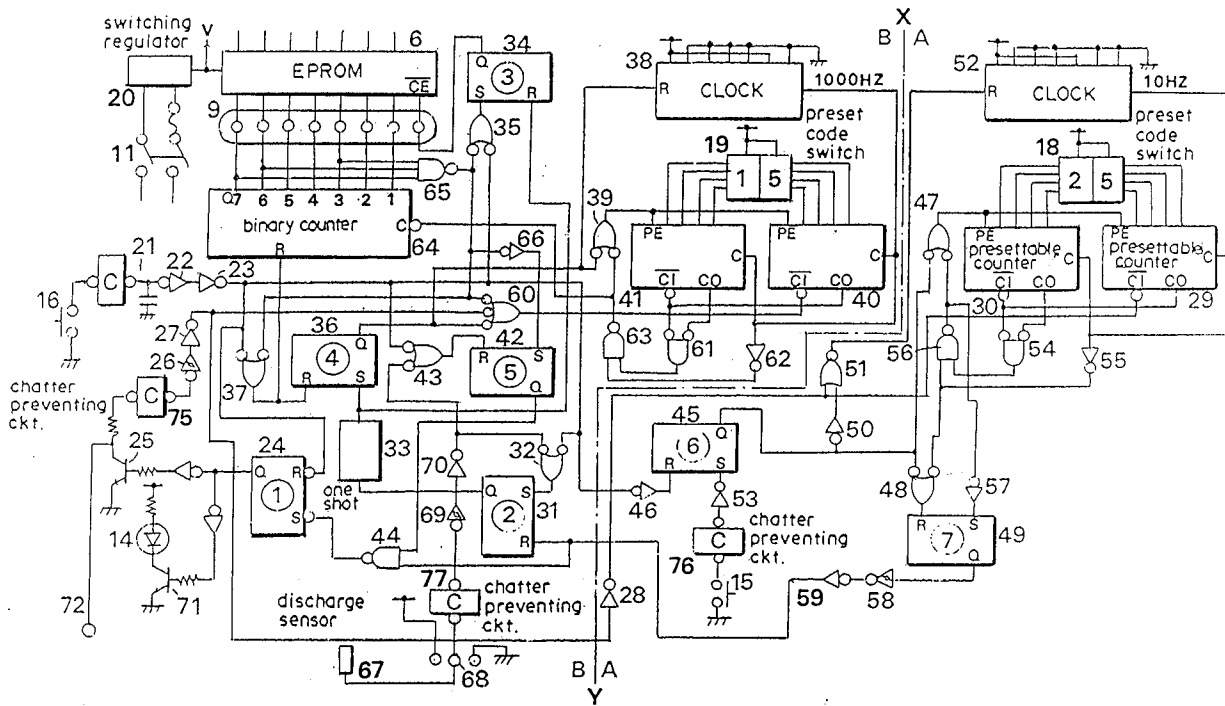 switching
regulator
V
6
EPROM
CE
20
9
11
Q
7 6 5 4 3 2 1
binary counter
C
R
64
65
34
Q
3
S R
35
66
X
B A
38
R
CLOCK
1000HZ
preset
code
switch
19
1 5
39
PE
C
CI CO
41
40
63
61
62
52
R
CLOCK
10HZ
preset
code
switch
18
2 5
47
PE
presettable
counter
C
CI CO
30
presettable
counter
C
CI CO
29
56
54
55
21
C
22
23
16
27
26
chatter
preventing
ckt.
C
75
25
14
71
72
24
Q R
1
S
one
shot
36
Q
4
R S
37
33
60
42
R S
5
Q
43
32
70
69
Q S
2
R
31
44
77
C
chatter
preventing
ckt.
discharge
sensor
67
68
28
B A
Y
51
50
45
Q
6
R S
46
53
chatter
preventing
ckt.
C
76
15
48
57
R S
7
Q
49
59
58